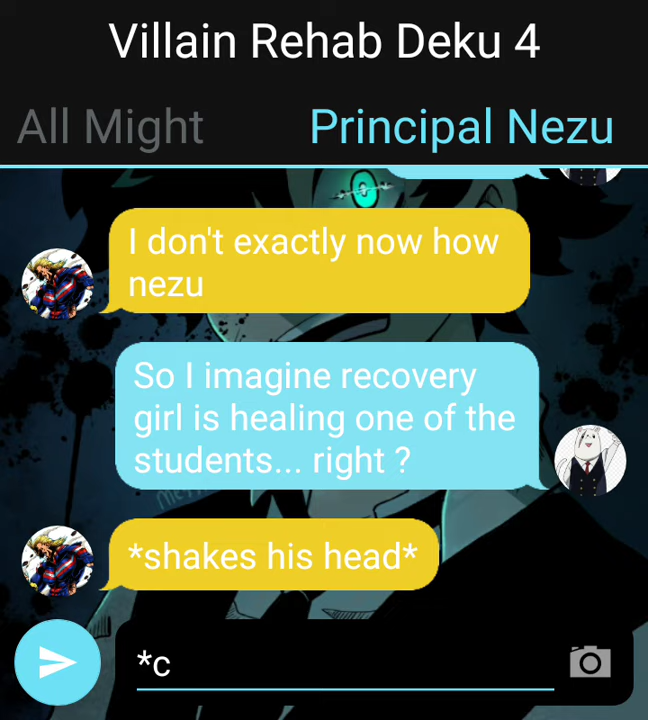 Villain Rehab Deku 4
All Might
Principal Nezu
I don't exactly now how
nezu
So I imagine recovery
girl is healing one of the
students... right ?
*shakes his head*
*c